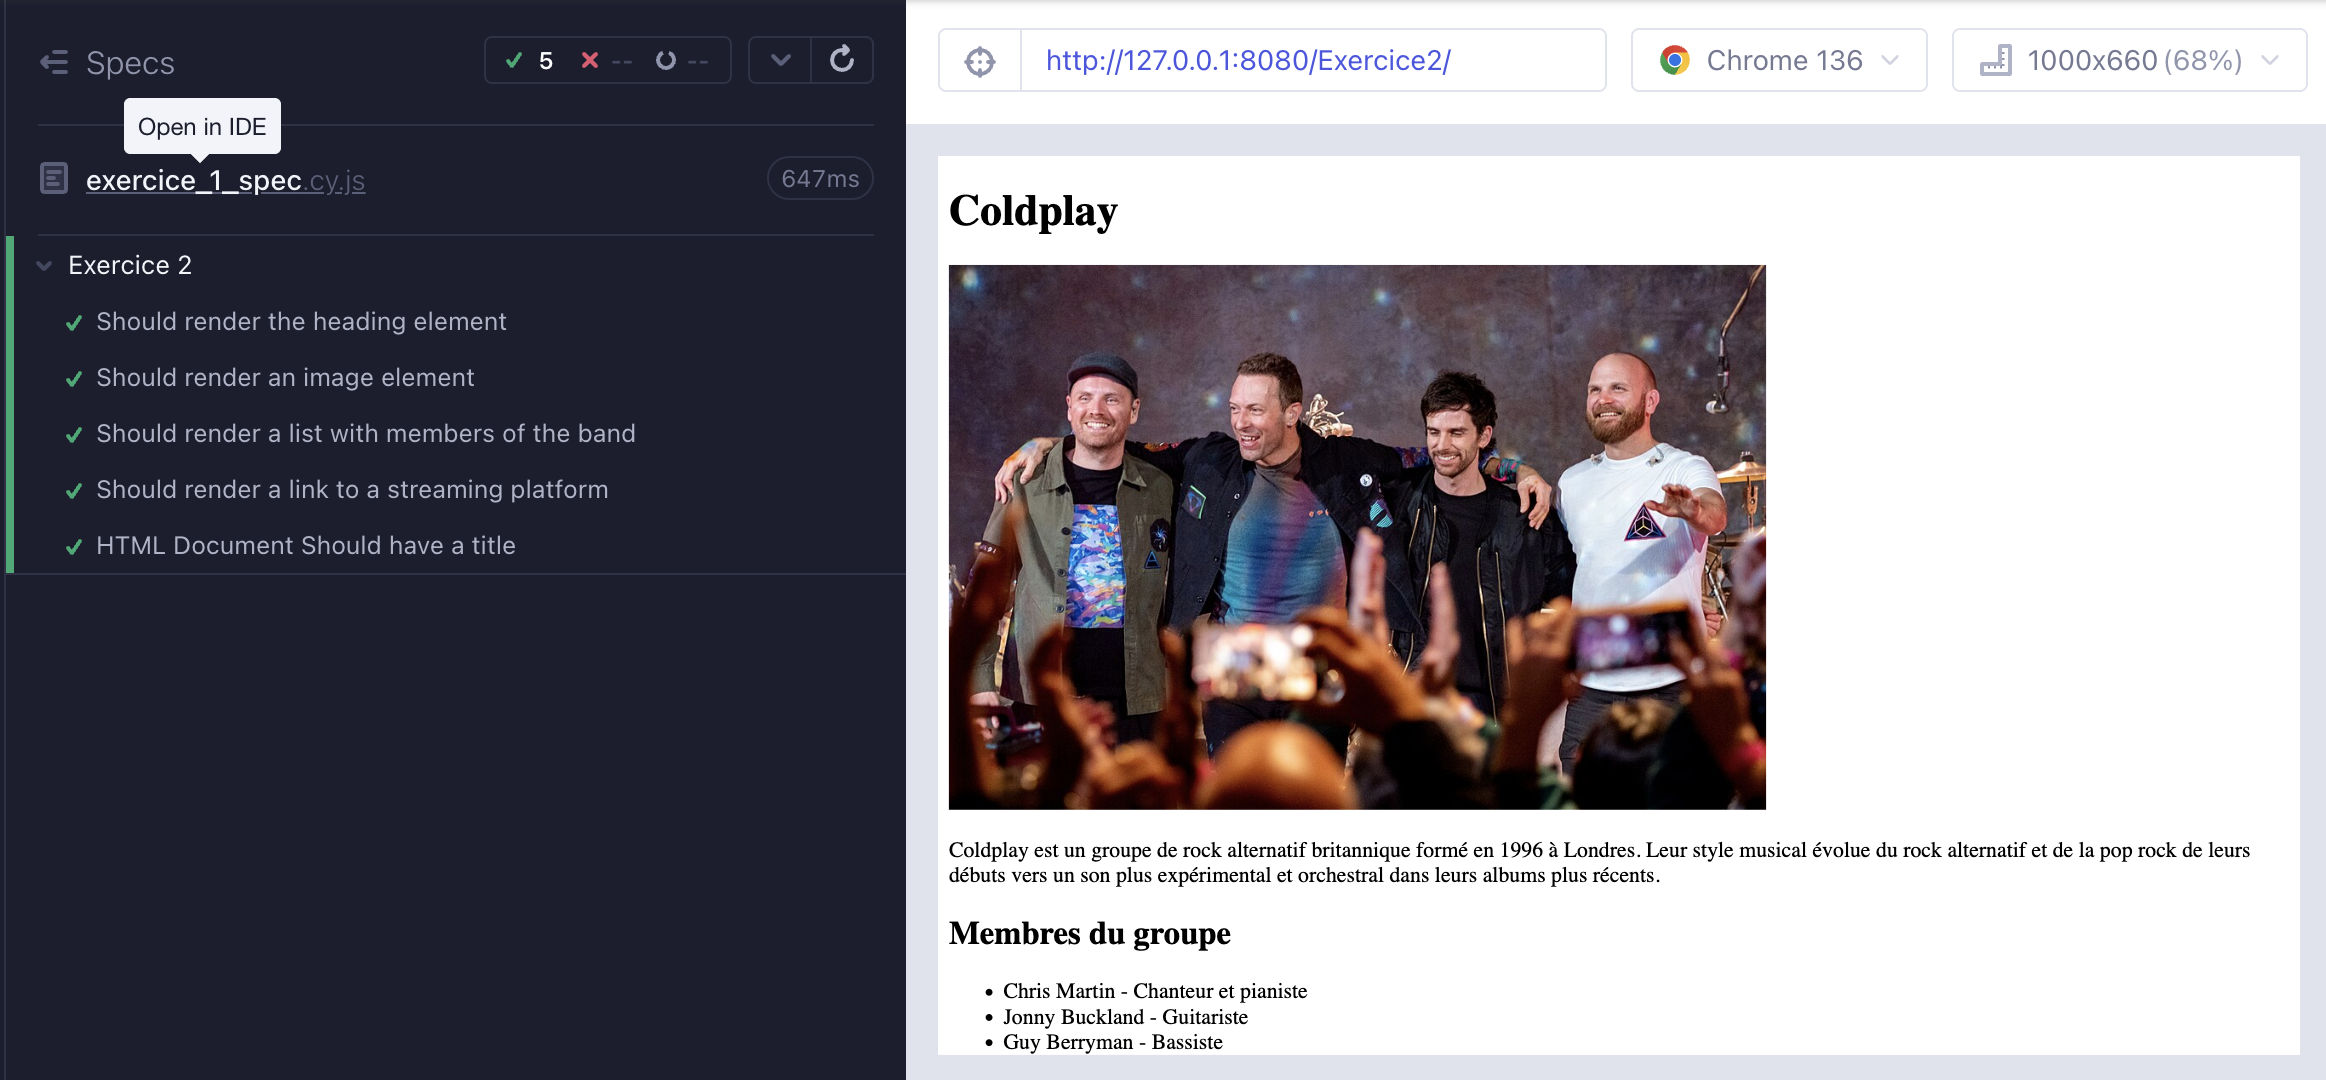 Specs
5 -- --
Open in IDE
exercice_1_spec.cy.js
647ms
Exercice 2
Should render the heading element
Should render an image element
Should render a list with members of the band
Should render a link to a streaming platform
HTML Document Should have a title
http://127.0.0.1:8080/Exercice2/
Chrome 136
1000x660 (68%)
Coldplay
Coldplay est un groupe de rock alternatif britannique formé en 1996 à Londres. Leur style musical évolue du rock alternatif et de la pop rock de leurs
débuts vers un son plus expérimental et orchestral dans leurs albums plus récents.
Membres du groupe
Chris Martin - Chanteur et pianiste
Jonny Buckland - Guitariste
Guy Berryman - Bassiste